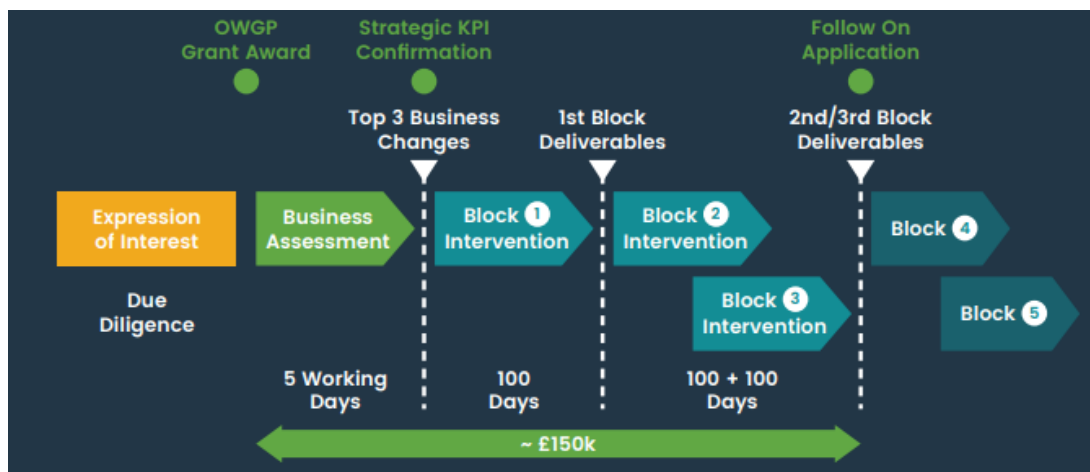 OWGP
Grant Award
Strategic KPI
Confirmation
Follow On
Application
Top 3 Business
Changes
1st Block
Deliverables
2nd/3rd Block
Deliverables
Expression
of Interest
Business
Assessment
Block 1
Intervention
Block 2
Intervention
Block 4
Due
Diligence
Block 3
Intervention
Block 5
5 Working
Days
100
Days
100 + 100
Days
~ £150k